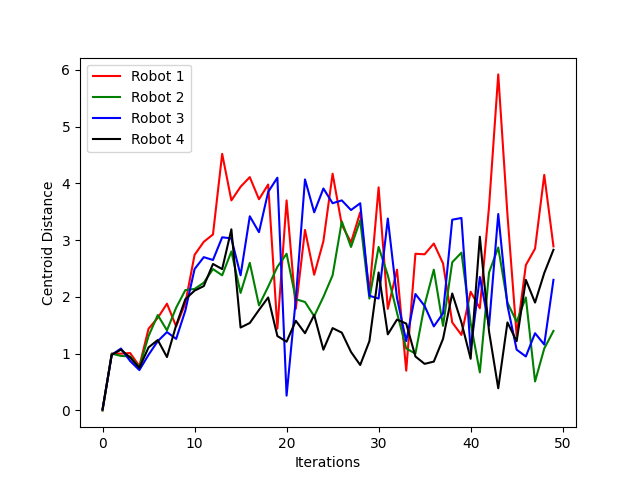 Robot 1
Robot 2
Robot 3
Robot 4
6
5
4
3
2
1
0
Centroid Distance
0 10 20 30 40 50
Iterations